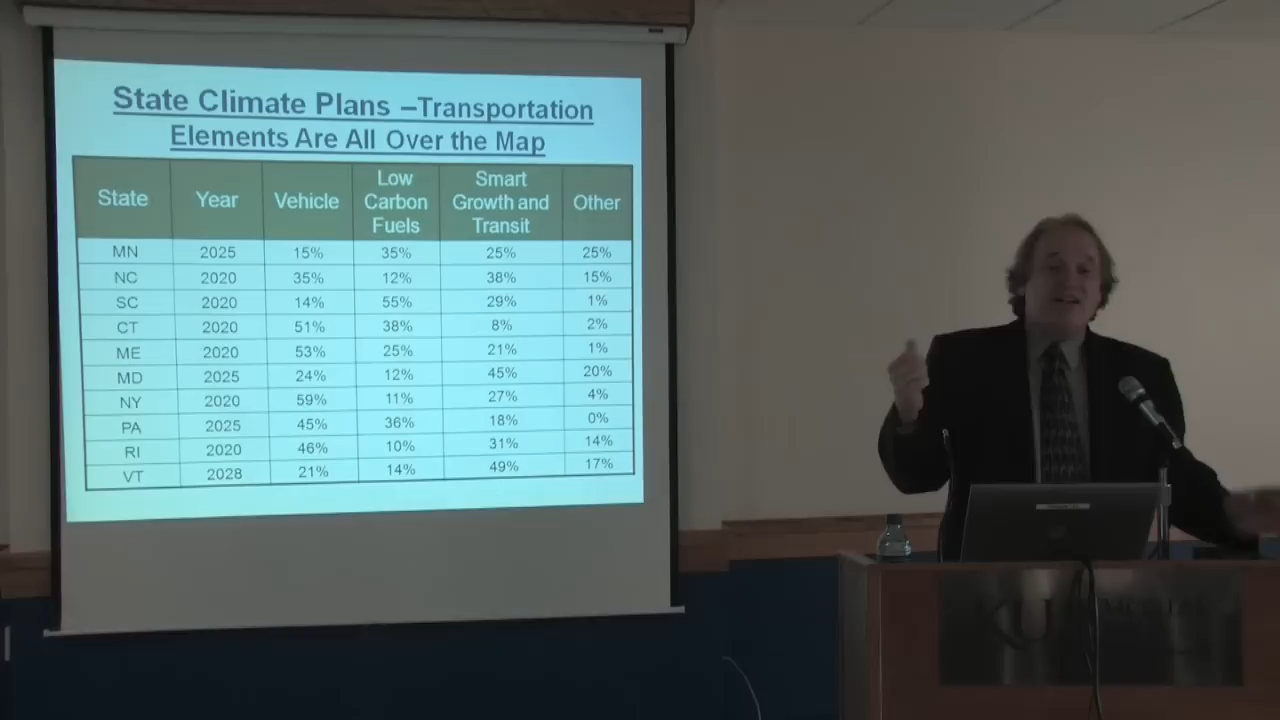 State Climate Plans –Transportation
Elements Are All Over the Map
State Year Vehicle Low Carbon Fuels Smart Growth and Transit Other
MN 2025 15% 35% 25% 25%
NC 2020 35% 12% 38% 15%
SC 2020 14% 55% 29% 1%
CT 2020 51% 38% 8% 2%
ME 2020 53% 25% 21% 1%
MD 2025 24% 12% 45% 20%
NY 2020 59% 11% 27% 4%
PA 2025 45% 36% 18% 0%
RI 2020 46% 10% 31% 14%
VT 2028 21% 14% 49% 17%